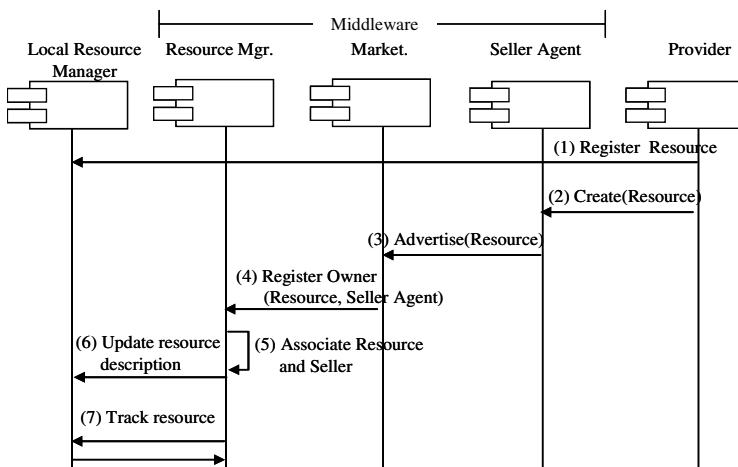 Middleware
Local Resource
Manager
Resource Mgr.
Market.
Seller Agent
Provider
(1) Register Resource
(2) Create(Resource)
(3) Advertise(Resource)
(4) Register Owner
(Resource, Seller Agent)
(5) Associate Resource
and Seller
(6) Update resource
description
(7) Track resource